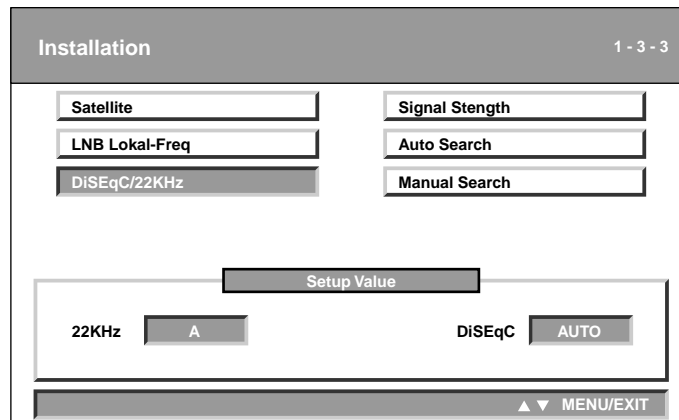 Installation 1 - 3 - 3
Satellite
LNB Lokal-Freq
DiSEqC/22KHz
Signal Stength
Auto Search
Manual Search
Setup Value
22KHz A DiSEqC AUTO
▲ ▼ MENU/EXIT